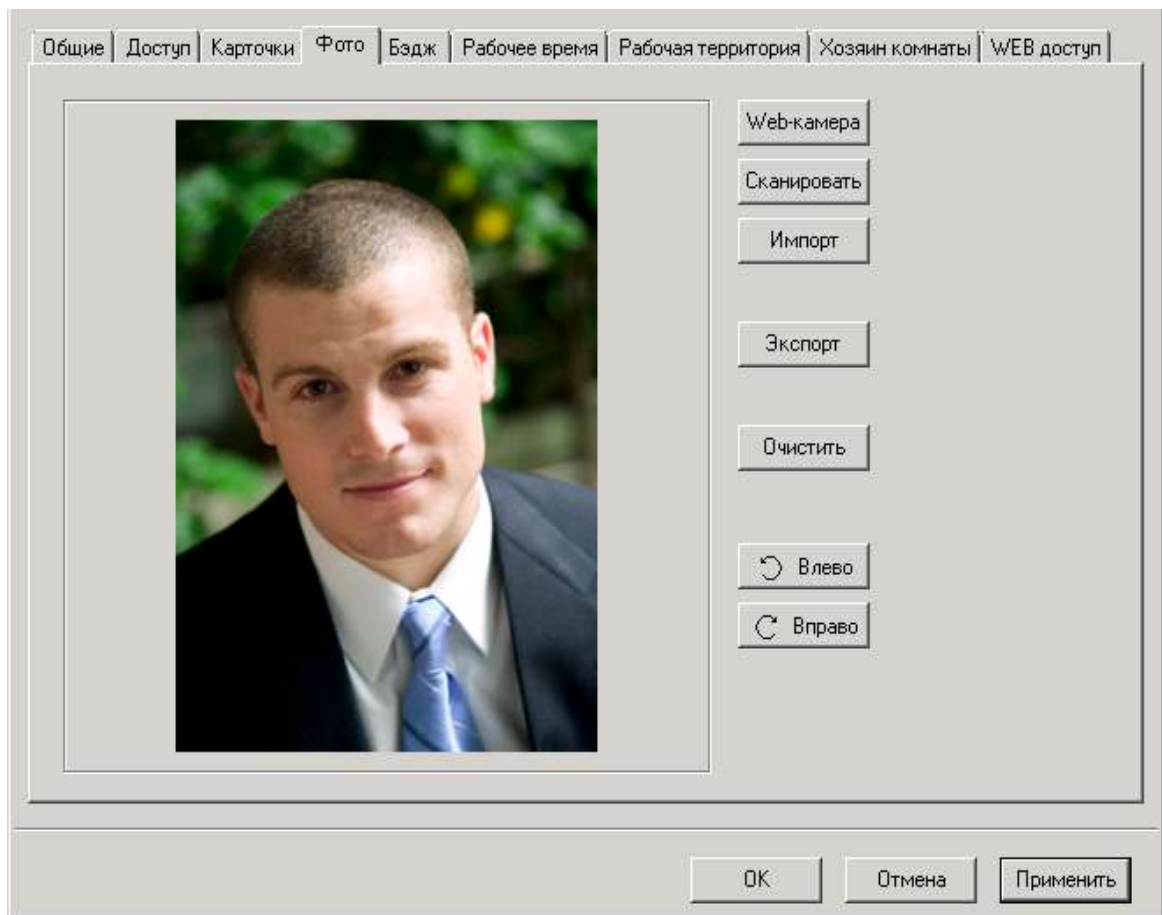 Общие Доступ Карточки Фото Бэдж Рабочее время Рабочая территория Хозяин комнаты WEB доступ
Web-камера
Сканировать
Импорт
Экспорт
Очистить
Влево
Вправо
OK Отмена Применить